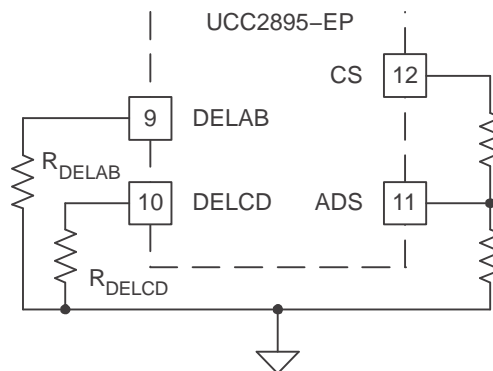 UCC2895–EP
CS 12
9 DELAB
R_DELAB
10 DELCD ADS 11
R_DELCD